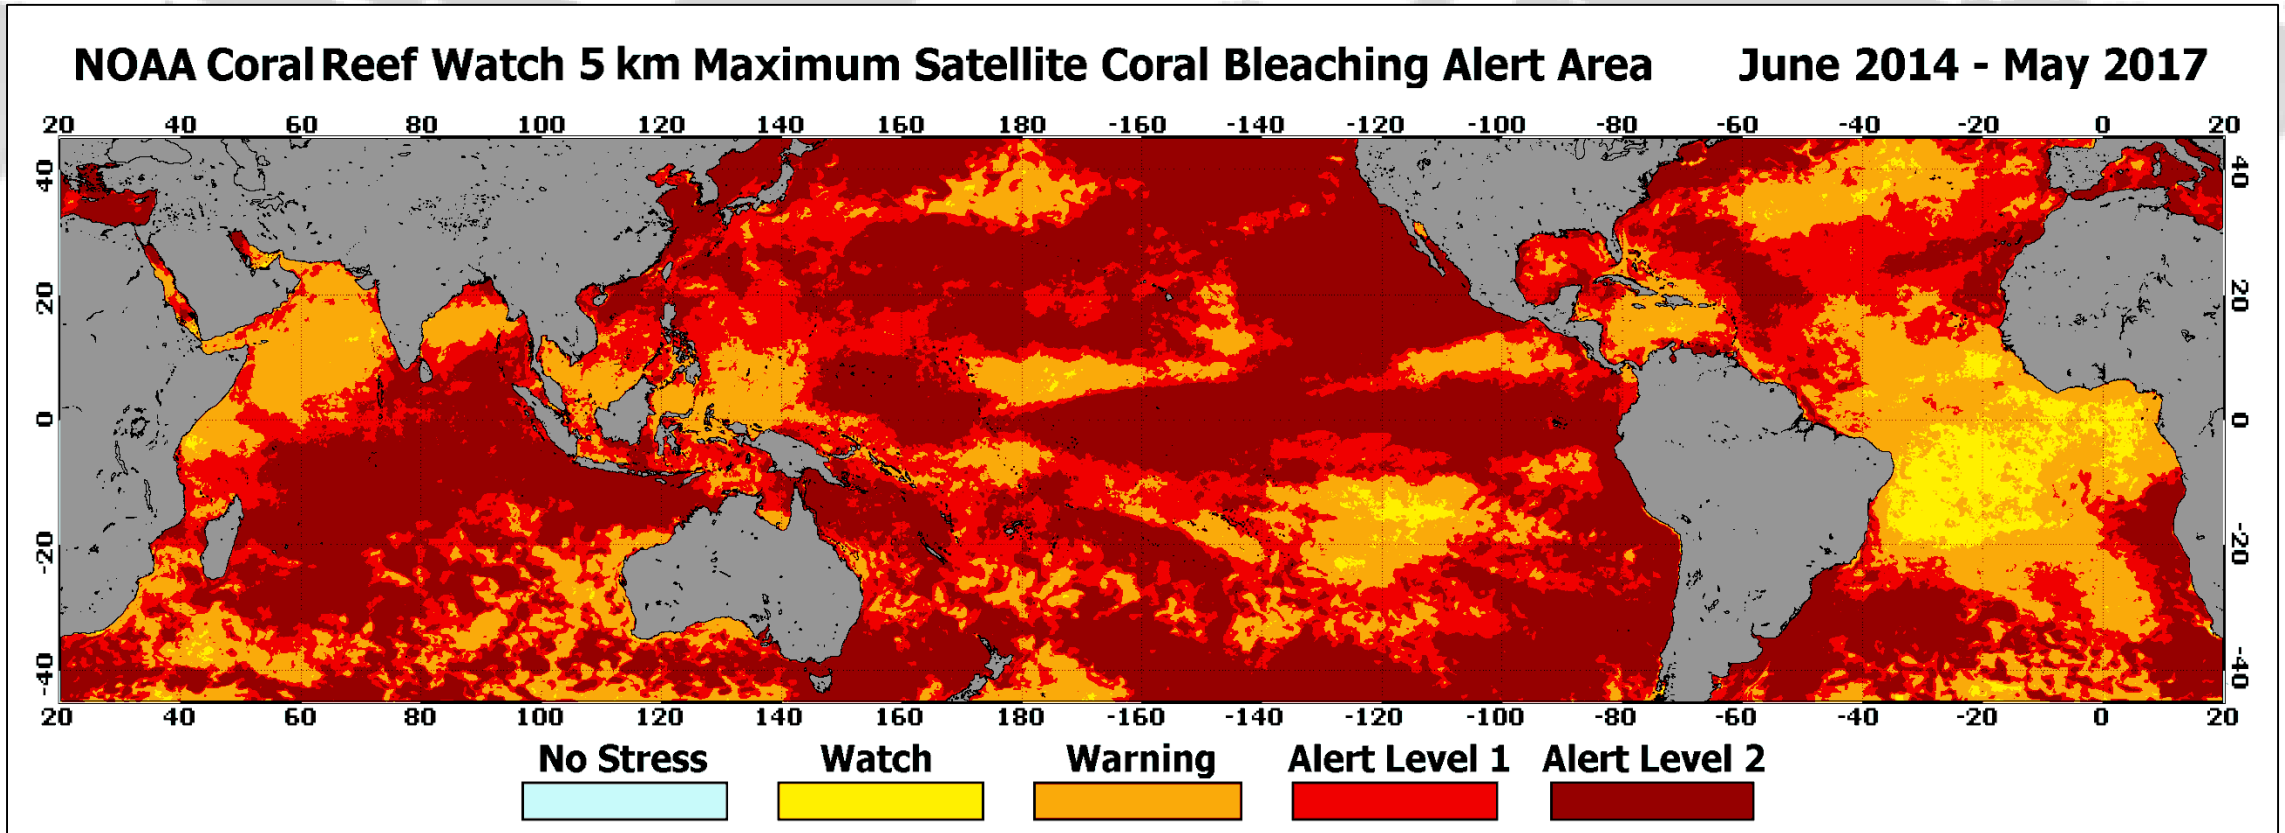 NOAA Coral Reef Watch 5 km Maximum Satellite Coral Bleaching Alert Area June 2014 - May 2017
20 40 60 80 100 120 140 160 180 -160 -140 -120 -100 -80 -60 -40 -20 0 20
40 40
20 20
0 0
-20 -20
-40 -40
20 40 60 80 100 120 140 160 180 -160 -140 -120 -100 -80 -60 -40 -20 0 20
No Stress Watch Warning Alert Level 1 Alert Level 2